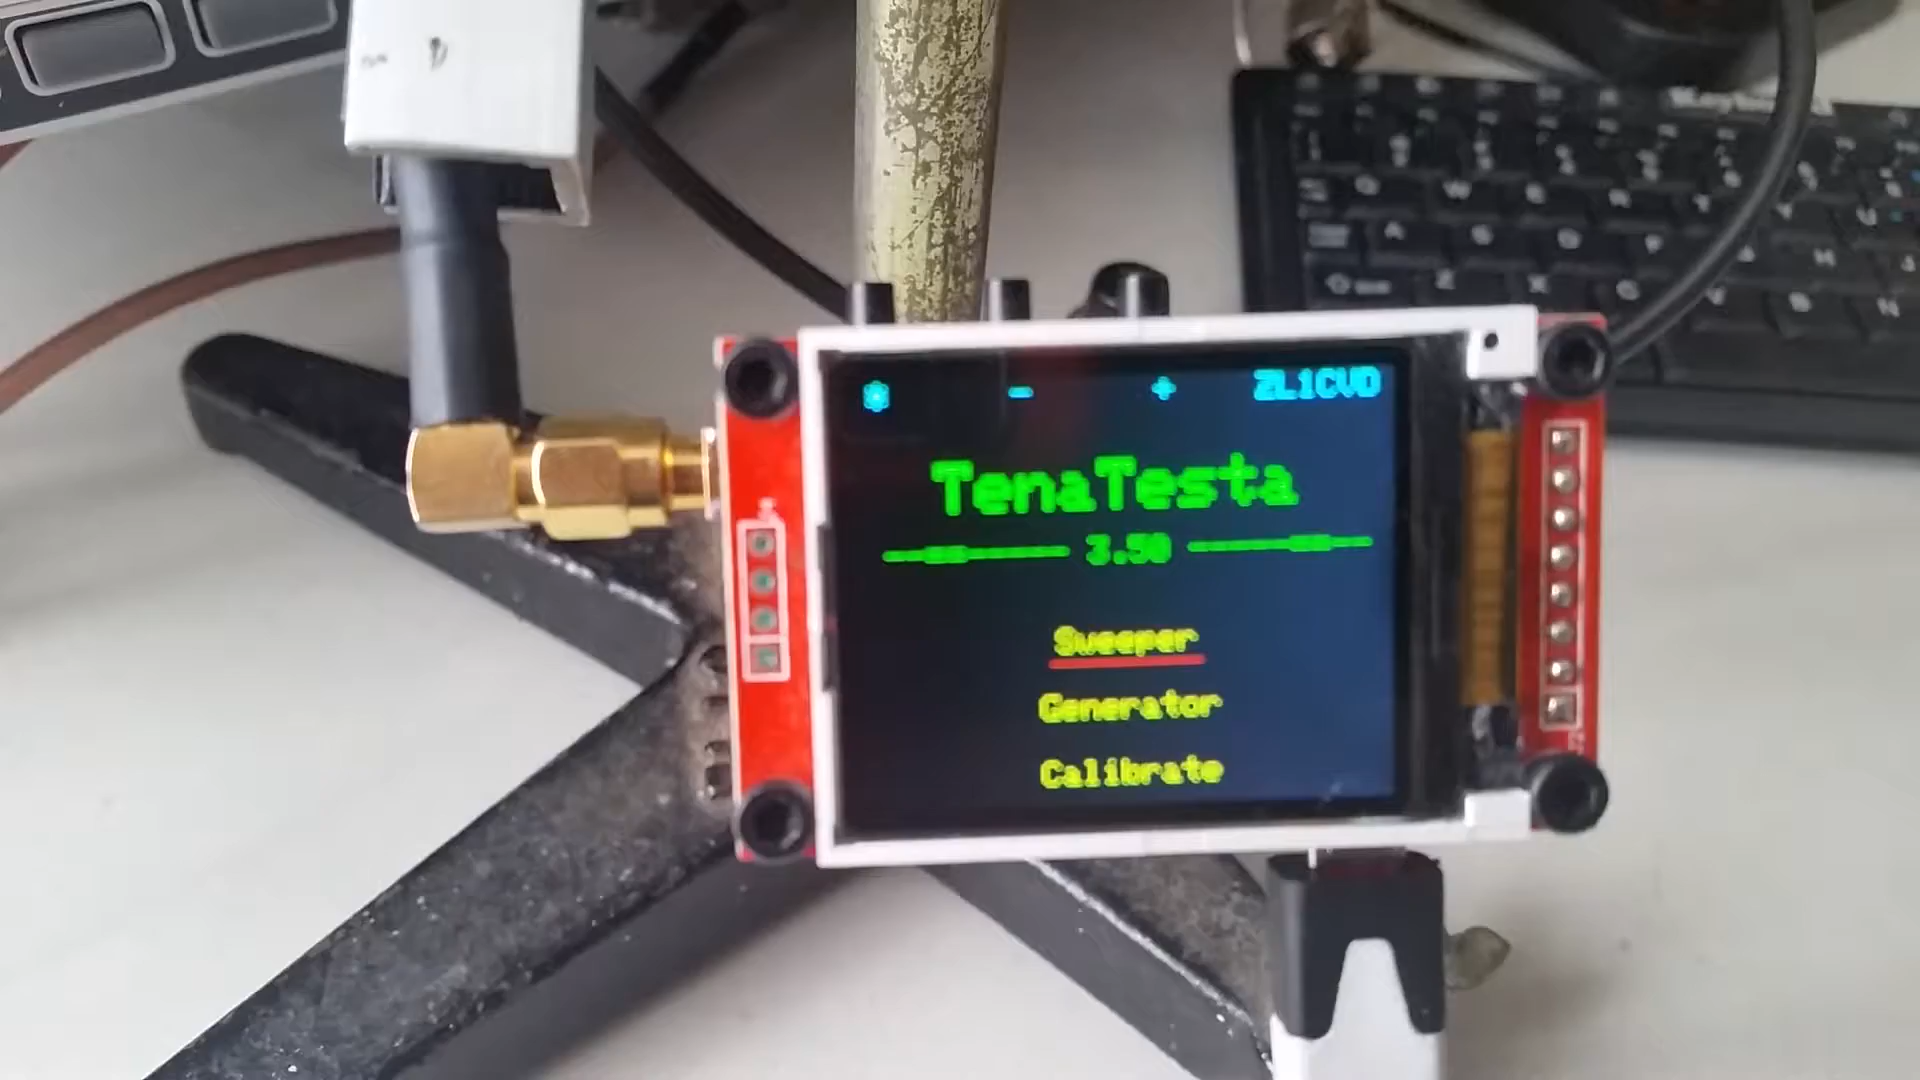 - + ZL1CVD
TenaTesta
3.50
Sweeper
Generator
Calibrate